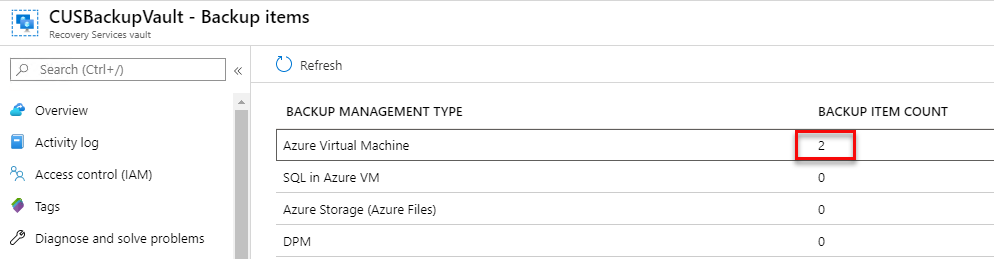 CUSBackupVault - Backup items
Recovery Services vault
Search (Ctrl+/)
«
Overview
Activity log
Access control (IAM)
Tags
Diagnose and solve problems
Refresh
BACKUP MANAGEMENT TYPE BACKUP ITEM COUNT
Azure Virtual Machine 2
SQL in Azure VM 0
Azure Storage (Azure Files) 0
DPM 0